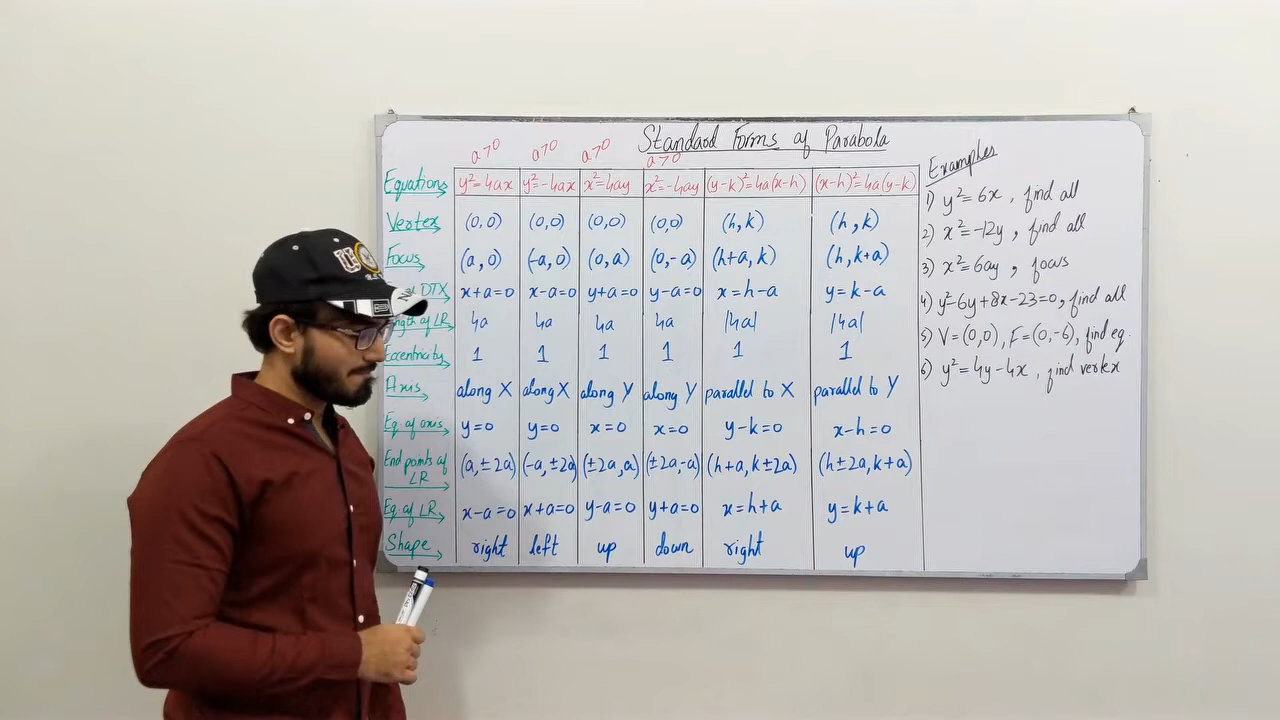 Standard Forms of Parabola
a>0 a>0 a>0 a>0
Equations y²=4ax y²=-4ax x²=4ay x²=-4ay (y-k)²=4a(x-h) (x-h)²=4a(y-k)
Vertex (0,0) (0,0) (0,0) (0,0) (h,k) (h,k)
Focus (a,0) (-a,0) (0,a) (0,-a) (h+a,k) (h,k+a)
DTX x+a=0 x-a=0 y+a=0 y-a=0 x=h-a y=k-a
of LR 4a 4a 4a 4a |4a| |4a|
Eccentricity 1 1 1 1 1 1
Axis along X along X along Y along Y parallel to X parallel to Y
Eq. of axis y=0 y=0 x=0 x=0 y-k=0 x-h=0
End points of LR (a,±2a) (-a,±2a) (±2a,a) (±2a,-a) (h+a,k±2a) (h±2a,k+a)
Eq. of LR x-a=0 x+a=0 y-a=0 y+a=0 x=h+a y=k+a
Shape right left up down right up
Examples
1) y²=6x, find all
2) x²=-12y, find all
3) x²=6ay, focus
4) y²-6y+8x-23=0, find all
5) V=(0,0), F=(0,-6), find eq.
6) y²=4y-4x, find vertex